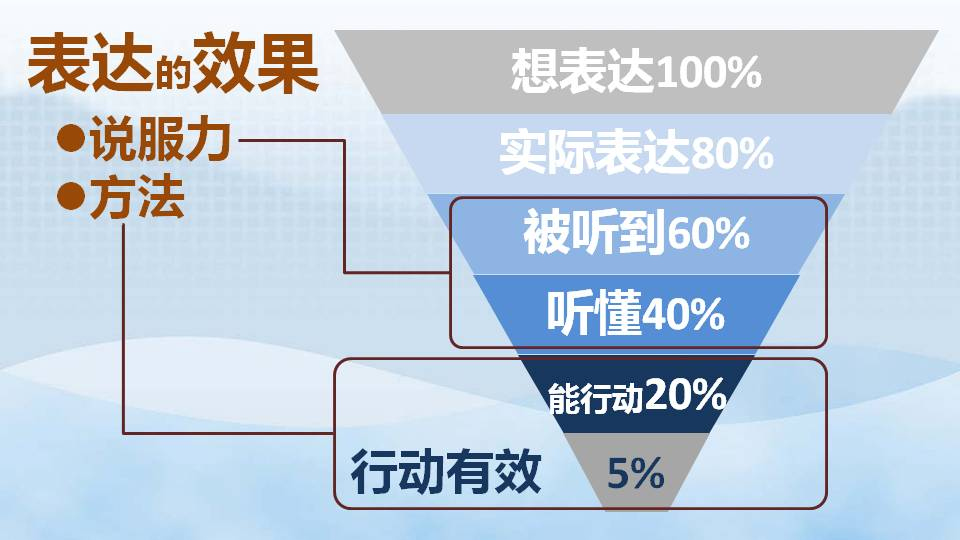 表达的效果
●说服力
●方法
想表达100%
实际表达80%
被听到60%
听懂40%
能行动20%
行动有效 5%